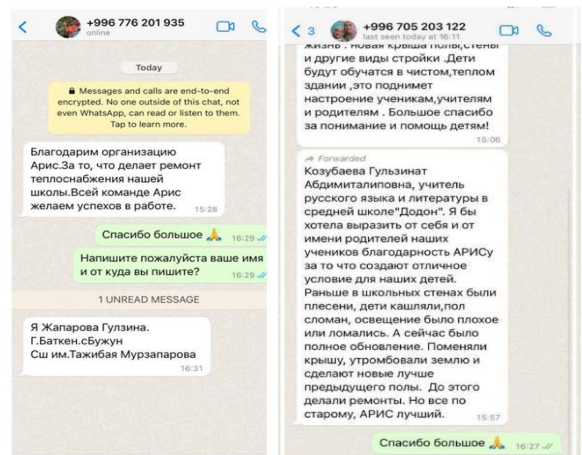 +996 776 201 935
online
Today
Messages and calls are end-to-end
encrypted. No one outside of this chat, not
even WhatsApp, can read or listen to them.
Tap to learn more.
Благодарим организацию
Арис.За то, что делает ремонт
теплоснабжения нашей
школы.Всей команде Арис
желаем успехов в работе.
15:28
Спасибо большое 🙏
16:29
Напишите пожалуйста ваше имя
и от куда вы пишите?
16:29
1 UNREAD MESSAGE
Я Жапарова Гулзина.
Г.Баткен.сБужун
Сш им.Тажибая Мурзапарова
16:31
3
+996 705 203 122
last seen today at 16:11
жизнь . новая крыша полы,стены
и другие виды стройки .Дети
будут обучатся в чистом,теплом
здании ,это поднимет
настроение ученикам,учителям
и родителям . Большое спасибо
за понимание и помощь детям!
15:06
Forwarded
Козубаева Гульзинат
Абдимиталиповна, учитель
русского языка и литературы в
средней школе"Додон". Я бы
хотела выразить от себя и от
имени родителей наших
учеников благодарность АРИСу
за то что создают отличное
условие для наших детей.
Раньше в школьных стенах были
плесени, дети кашляли,пол
сломан, освещение было плохое
или ломались. А сейчас было
полное обновление. Поменяли
крышу, утромбовали землю и
сделают новые лучше
предыдущего полы. До этого
делали ремонты. Но все по
старому, АРИС лучший.
15:57
Спасибо большое 🙏
16:27